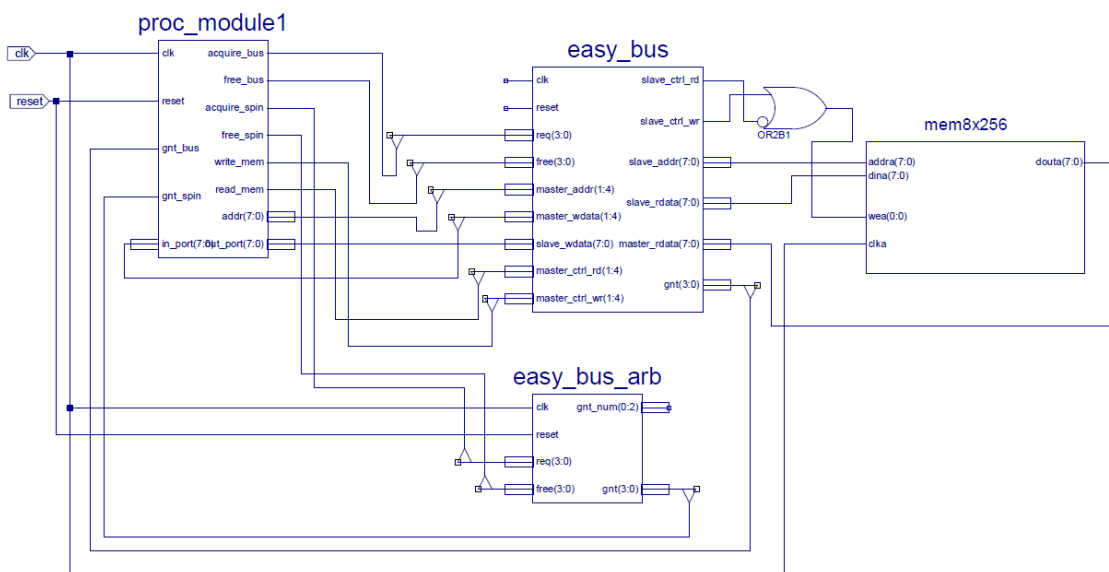 proc_module1
clk
reset
clk
reset
gnt_bus
gnt_spin
in_port(7:0)
acquire_bus
free_bus
acquire_spin
free_spin
write_mem
read_mem
addr(7:0)
out_port(7:0)
easy_bus
clk
reset
req(3:0)
free(3:0)
master_addr(1:4)
master_wdata(1:4)
slave_wdata(7:0)
master_ctrl_rd(1:4)
master_ctrl_wr(1:4)
slave_ctrl_rd
slave_ctrl_wr
slave_addr(7:0)
slave_rdata(7:0)
master_rdata(7:0)
gnt(3:0)
OR2B1
mem8x256
addra(7:0)
dina(7:0)
wea(0:0)
clka
douta(7:0)
easy_bus_arb
clk
reset
req(3:0)
free(3:0)
gnt_num(0:2)
gnt(3:0)